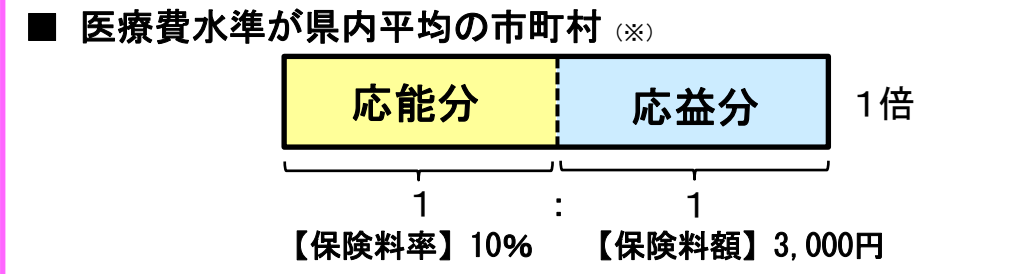 ■ 医療費水準が県内平均の市町村（※）
応能分 応益分 １倍
１ : １
【保険料率】10% 【保険料額】3,000円